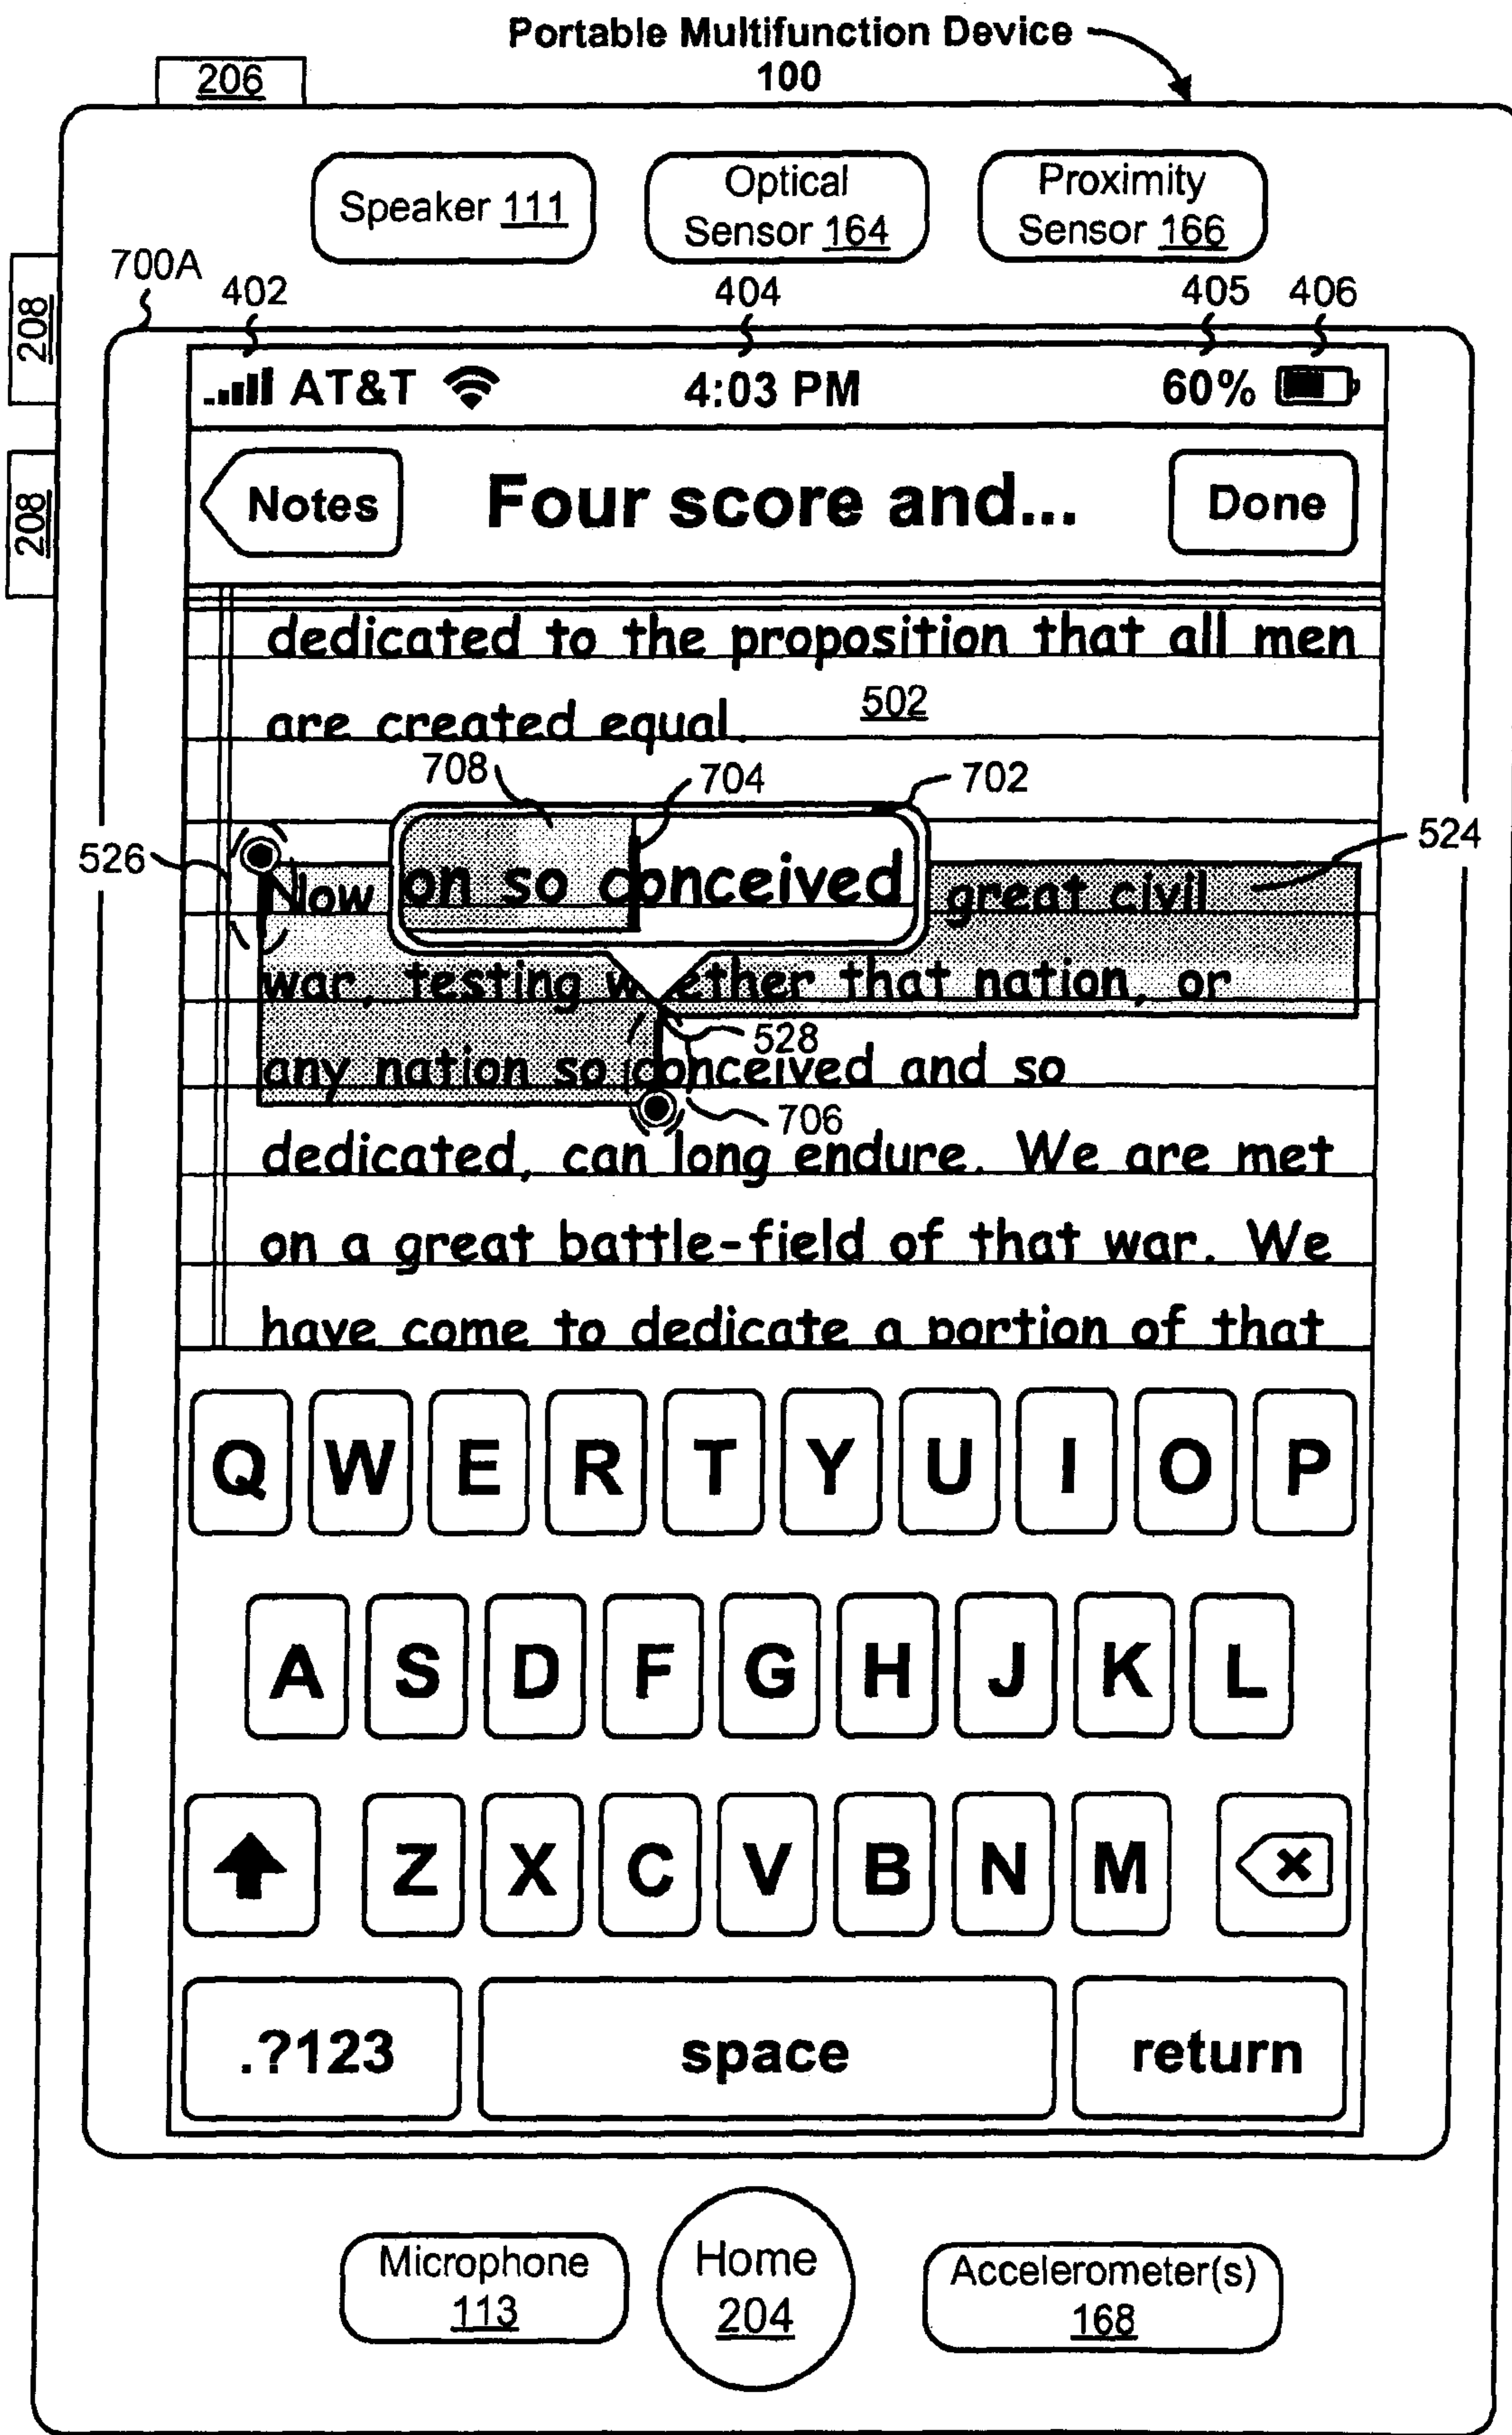 Portable Multifunction Device
100
206
Speaker 111
Optical
Sensor 164
Proximity
Sensor 166
208
208
700A
402
404
405
406
AT&T
4:03 PM
60%
Notes
Four score and...
Done
dedicated to the proposition that all men
are created equal.
502
708
704
702
526
524
Now
on so conceived
great civil
war, testing whether that nation, or
528
any nation so conceived and so
706
dedicated, can long endure. We are met
on a great battle-field of that war. We
have come to dedicate a portion of that
Q W E R T Y U I O P
A S D F G H J K L
Z X C V B N M
.?123
space
return
Microphone
113
Home
204
Accelerometer(s)
168